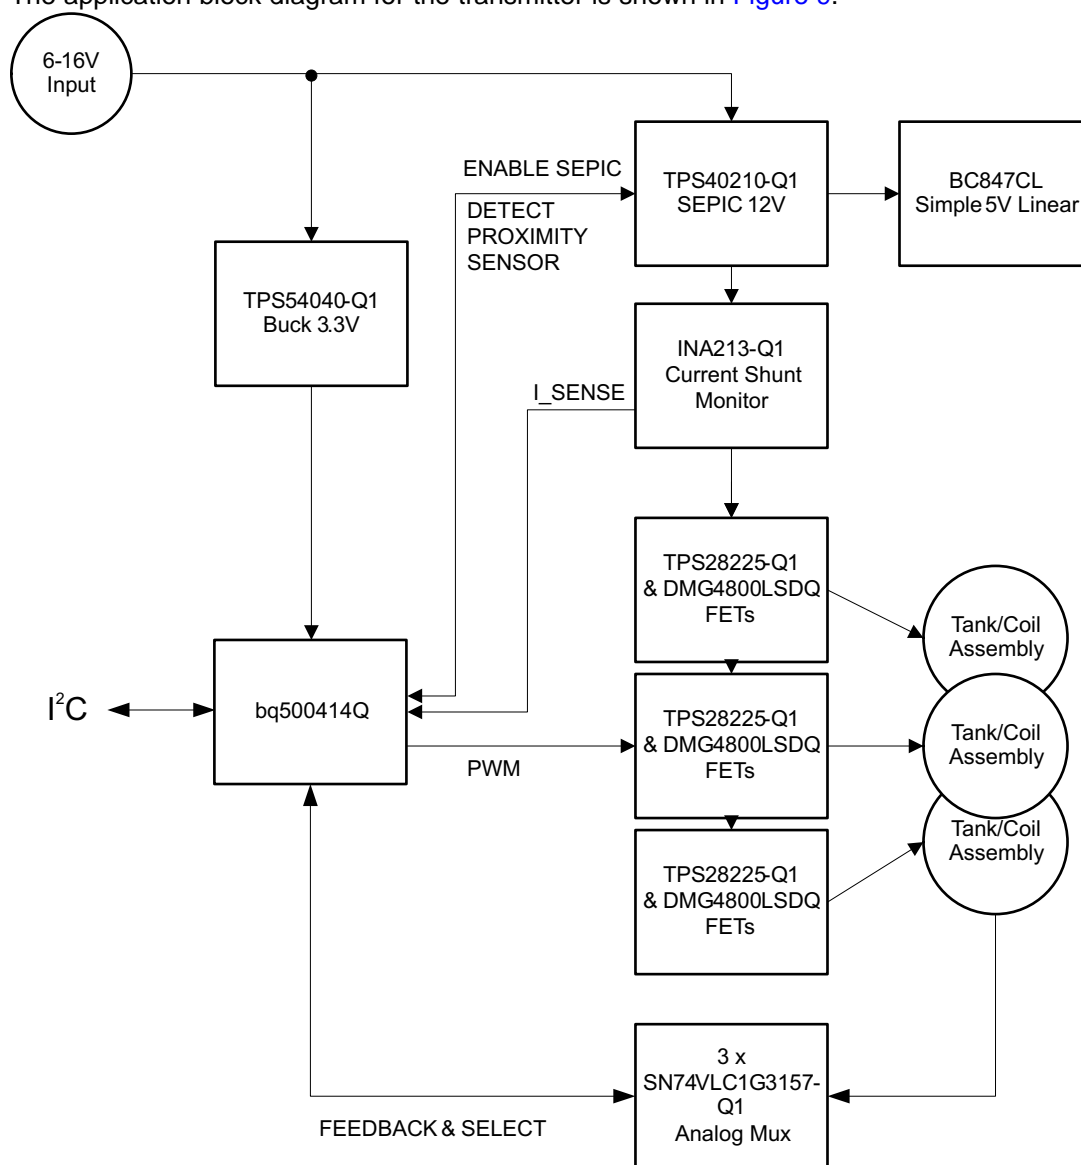 The application block diagram for the transmitter is shown in Figure 9.
6-16V
Input
ENABLE SEPIC
DETECT
PROXIMITY
SENSOR
TPS40210-Q1
SEPIC 12V
BC847CL
Simple 5V Linear
TPS54040-Q1
Buck 3.3V
INA213-Q1
Current Shunt
Monitor
I_SENSE
TPS28225-Q1
& DMG4800LSDQ
FETs
Tank/Coil
Assembly
I²C
bq500414Q
PWM
TPS28225-Q1
& DMG4800LSDQ
FETs
Tank/Coil
Assembly
TPS28225-Q1
& DMG4800LSDQ
FETs
Tank/Coil
Assembly
3 x
SN74VLC1G3157-
Q1
Analog Mux
FEEDBACK & SELECT